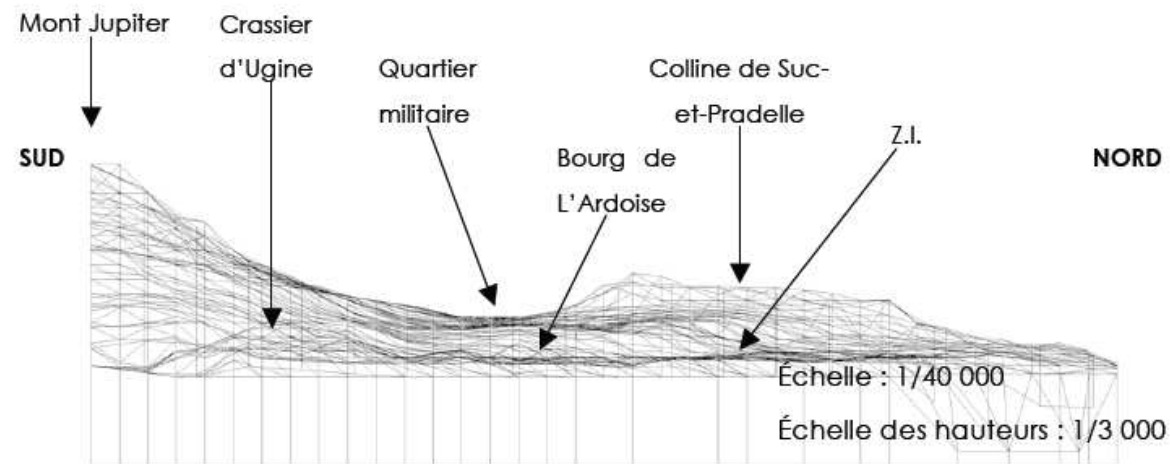 Mont Jupiter
Crassier
d'Ugine
Quartier
militaire
Colline de Suc-
et-Pradelle
Z.I.
SUD
Bourg de
L'Ardoise
NORD
Échelle : 1/40 000
Échelle des hauteurs : 1/3 000